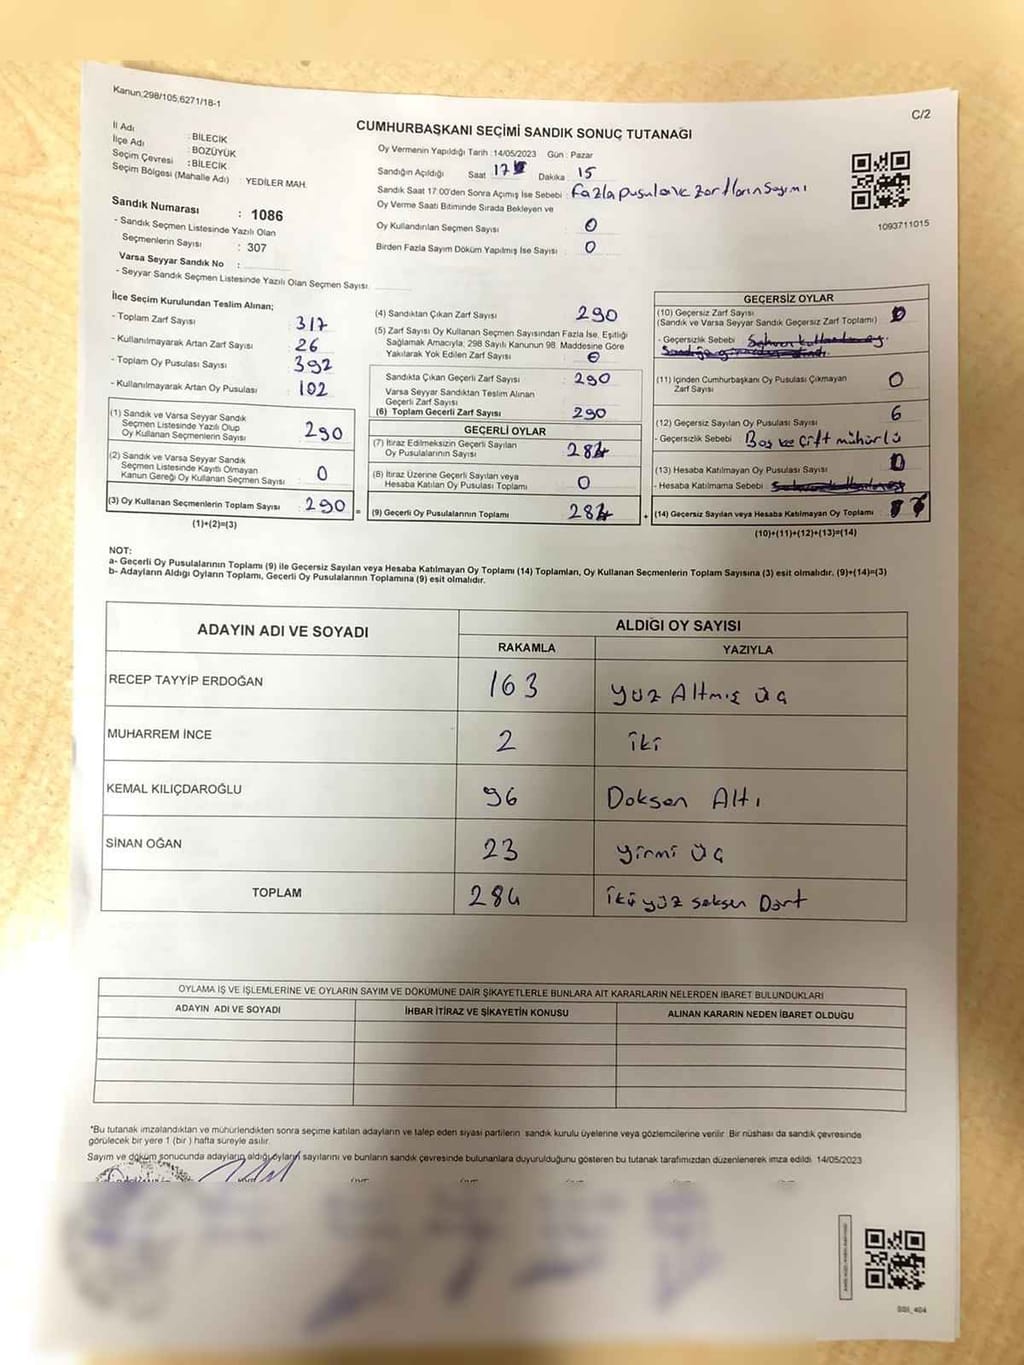 Kanun;298/105;6271/18-1
C/2
CUMHURBAŞKANI SEÇİMİ SANDIK SONUÇ TUTANAĞI
İl Adı : BİLECİK
İlçe Adı : BOZÜYÜK
Seçim Çevresi : BİLECİK
Seçim Bölgesi (Mahalle Adı) : YEDİLER MAH.
Sandık Numarası : 1086
- Sandık Seçmen Listesinde Yazılı Olan
Seçmenlerin Sayısı : 307
Varsa Seyyar Sandık No :
- Seyyar Sandık Seçmen Listesinde Yazılı Olan Seçmen Sayısı
Oy Vermenin Yapıldığı Tarih : 14/05/2023 Gün : Pazar
Sandığın Açıldığı Saat 17 Dakika : 15
Sandık Saat 17:00'den Sonra Açımış İse Sebebi : Fazla pusula ve zarfların sayımı
Oy Verme Saati Bitiminde Sırada Bekleyen ve
Oy Kullandırılan Seçmen Sayısı : 0
Birden Fazla Sayım Döküm Yapılmış İse Sayısı : 0
1093711015
İlçe Seçim Kurulundan Teslim Alınan;
- Toplam Zarf Sayısı : 317
- Kullanılmayarak Artan Zarf Sayısı : 26
- Toplam Oy Pusulası Sayısı : 392
- Kullanılmayarak Artan Oy Pusulası : 102
(1) Sandık ve Varsa Seyyar Sandık
Seçmen Listesinde Yazılı Olup
Oy Kullanan Seçmenlerin Sayısı : 290
(2) Sandık ve Varsa Seyyar Sandık
Seçmen Listesinde Kayıtlı Olmayan
Kanun Gereği Oy Kullanan Seçmen Sayısı : 0
(3) Oy Kullanan Seçmenlerin Toplam Sayısı : 290 =
(1)+(2)=(3)
(4) Sandıktan Çıkan Zarf Sayısı : 290
(5) Zarf Sayısı Oy Kullanan Seçmen Sayısından Fazla İse, Eşitliği
Sağlamak Amacıyla; 298 Sayılı Kanunun 98. Maddesine Göre
Yakılarak Yok Edilen Zarf Sayısı : 0
Sandıkta Çıkan Geçerli Zarf Sayısı : 290
Varsa Seyyar Sandıktan Teslim Alınan
Geçerli Zarf Sayısı
(6) Toplam Geçerli Zarf Sayısı : 290
GEÇERLİ OYLAR
(7) İtiraz Edilmeksizin Geçerli Sayılan
Oy Pusulalarının Sayısı : 284
(8) İtiraz Üzerine Geçerli Sayılan veya
Hesaba Katılan Oy Pusulası Toplamı : 0
(9) Geçerli Oy Pusulalarının Toplamı : 284 +
GEÇERSİZ OYLAR
(10) Geçersiz Zarf Sayısı : 0
(Sandık ve Varsa Seyyar Sandık Geçersiz Zarf Toplamı)
- Geçersizlik Sebebi :
(11) İçinden Cumhurbaşkanı Oy Pusulası Çıkmayan
Zarf Sayısı : 0
(12) Geçersiz Sayılan Oy Pusulası Sayısı : 6
- Geçersizlik Sebebi : Boş ve Çift mühürlü
(13) Hesaba Katılmayan Oy Pusulası Sayısı : 0
- Hesaba Katılmama Sebebi :
(14) Geçersiz Sayılan veya Hesaba Katılmayan Oy Toplamı :
(10)+(11)+(12)+(13)=(14)
NOT:
a- Geçerli Oy Pusulalarının Toplamı (9) ile Geçersiz Sayılan veya Hesaba Katılmayan Oy Toplamı (14) Toplamları, Oy Kullanan Seçmenlerin Toplam Sayısına (3) eşit olmalıdır. (9)+(14)=(3)
b- Adayların Aldığı Oyların Toplamı, Geçerli Oy Pusulalarının Toplamına (9) eşit olmalıdır.
ADAYIN ADI VE SOYADI ALDIĞI OY SAYISI
RAKAMLA YAZIYLA
RECEP TAYYİP ERDOĞAN 163 Yüz Altmış üç
MUHARREM İNCE 2 iki
KEMAL KILIÇDAROĞLU 96 Doksan Altı
SİNAN OĞAN 23 Yirmi üç
TOPLAM 284 iki yüz seksen Dört
OYLAMA İŞ VE İŞLEMLERİNE VE OYLARIN SAYIM VE DÖKÜMÜNE DAİR ŞİKAYETLERLE BUNLARA AİT KARARLARIN NELERDEN İBARET BULUNDUKLARI
ADAYIN ADI VE SOYADI İHBAR İTİRAZ VE ŞİKAYETİN KONUSU ALINAN KARARIN NEDEN İBARET OLDUĞU
*Bu tutanak imzalandıktan ve mühürlendikten sonra seçime katılan adayların ve talep eden siyasi partilerin sandık kurulu üyelerine veya gözlemcilerine verilir. Bir nüshası da sandık çevresinde
görülecek bir yere 1 (bir ) hafta süreyle asılır.
Sayım ve döküm sonucunda adayların aldığı oyların sayılarını ve bunların sandık çevresinde bulunanlara duyurulduğunu gösteren bu tutanak tarafımızdan düzenlenerek imza edildi. 14/05/2023
SSI_404